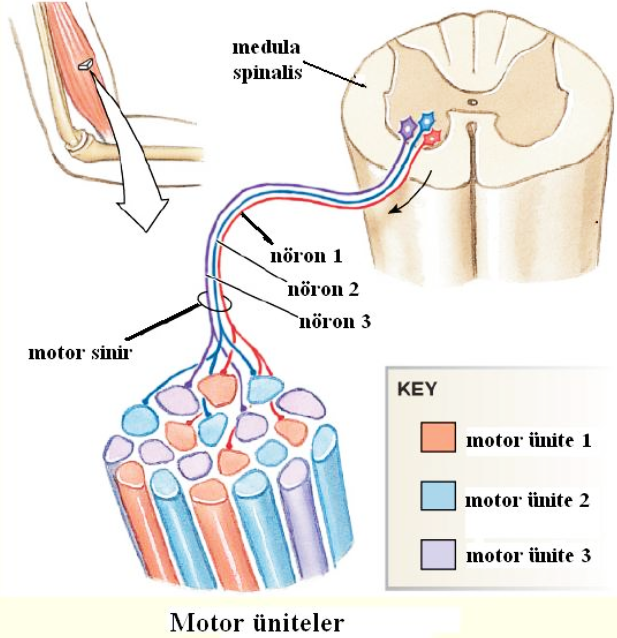 medula
spinalis
nöron 1
nöron 2
nöron 3
motor sinir
KEY
motor ünite 1
motor ünite 2
motor ünite 3
Motor üniteler